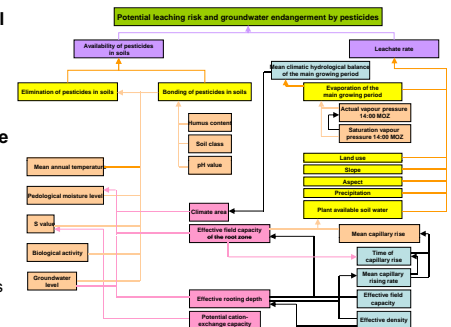 Potential leaching risk and groundwater endangerment by pesticides
l
Availability of pesticides
in soils
Leachate rate
Mean climatic hydrological balance
of the main growing period
Elimination of pesticides in soils
Bonding of pesticides in soils
Evaporation of the
main growing period
Actual vapour pressure
14:00 MOZ
Saturation vapour
pressure 14:00 MOZ
Humus content
Soil class
pH value
e
Mean annual temperature
Pedological moisture level
S value
Biological activity
Groundwater
level
s
Land use
Slope
Aspect
Precipitation
Plant available soil water
Climate area
Effective field capacity
of the root zone
Mean capillary rise
Time of
capillary rise
Mean capillary
rising rate
Effective rooting depth
Effective field
capacity
Potential cation-
exchange capacity
Effective density